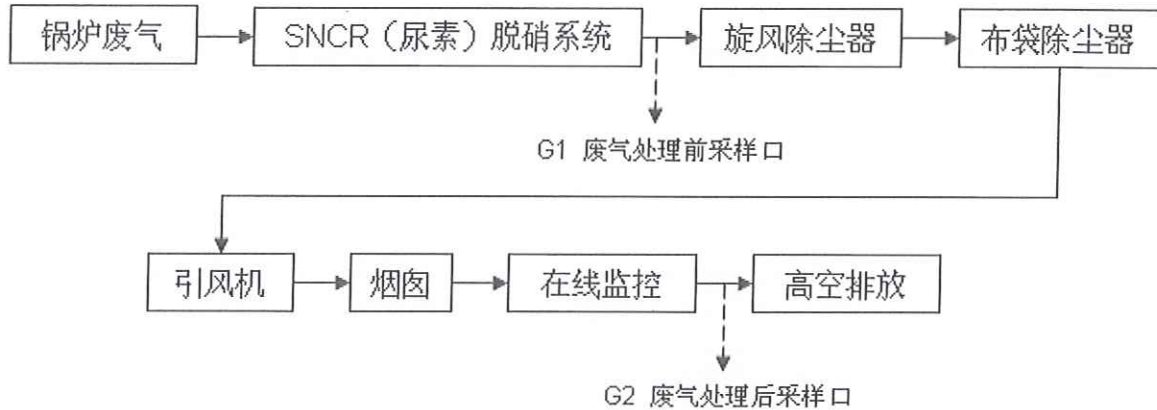 锅炉废气
SNCR（尿素）脱硝系统
旋风除尘器
布袋除尘器
G1 废气处理前采样口
引风机
烟囱
在线监控
高空排放
G2 废气处理后采样口